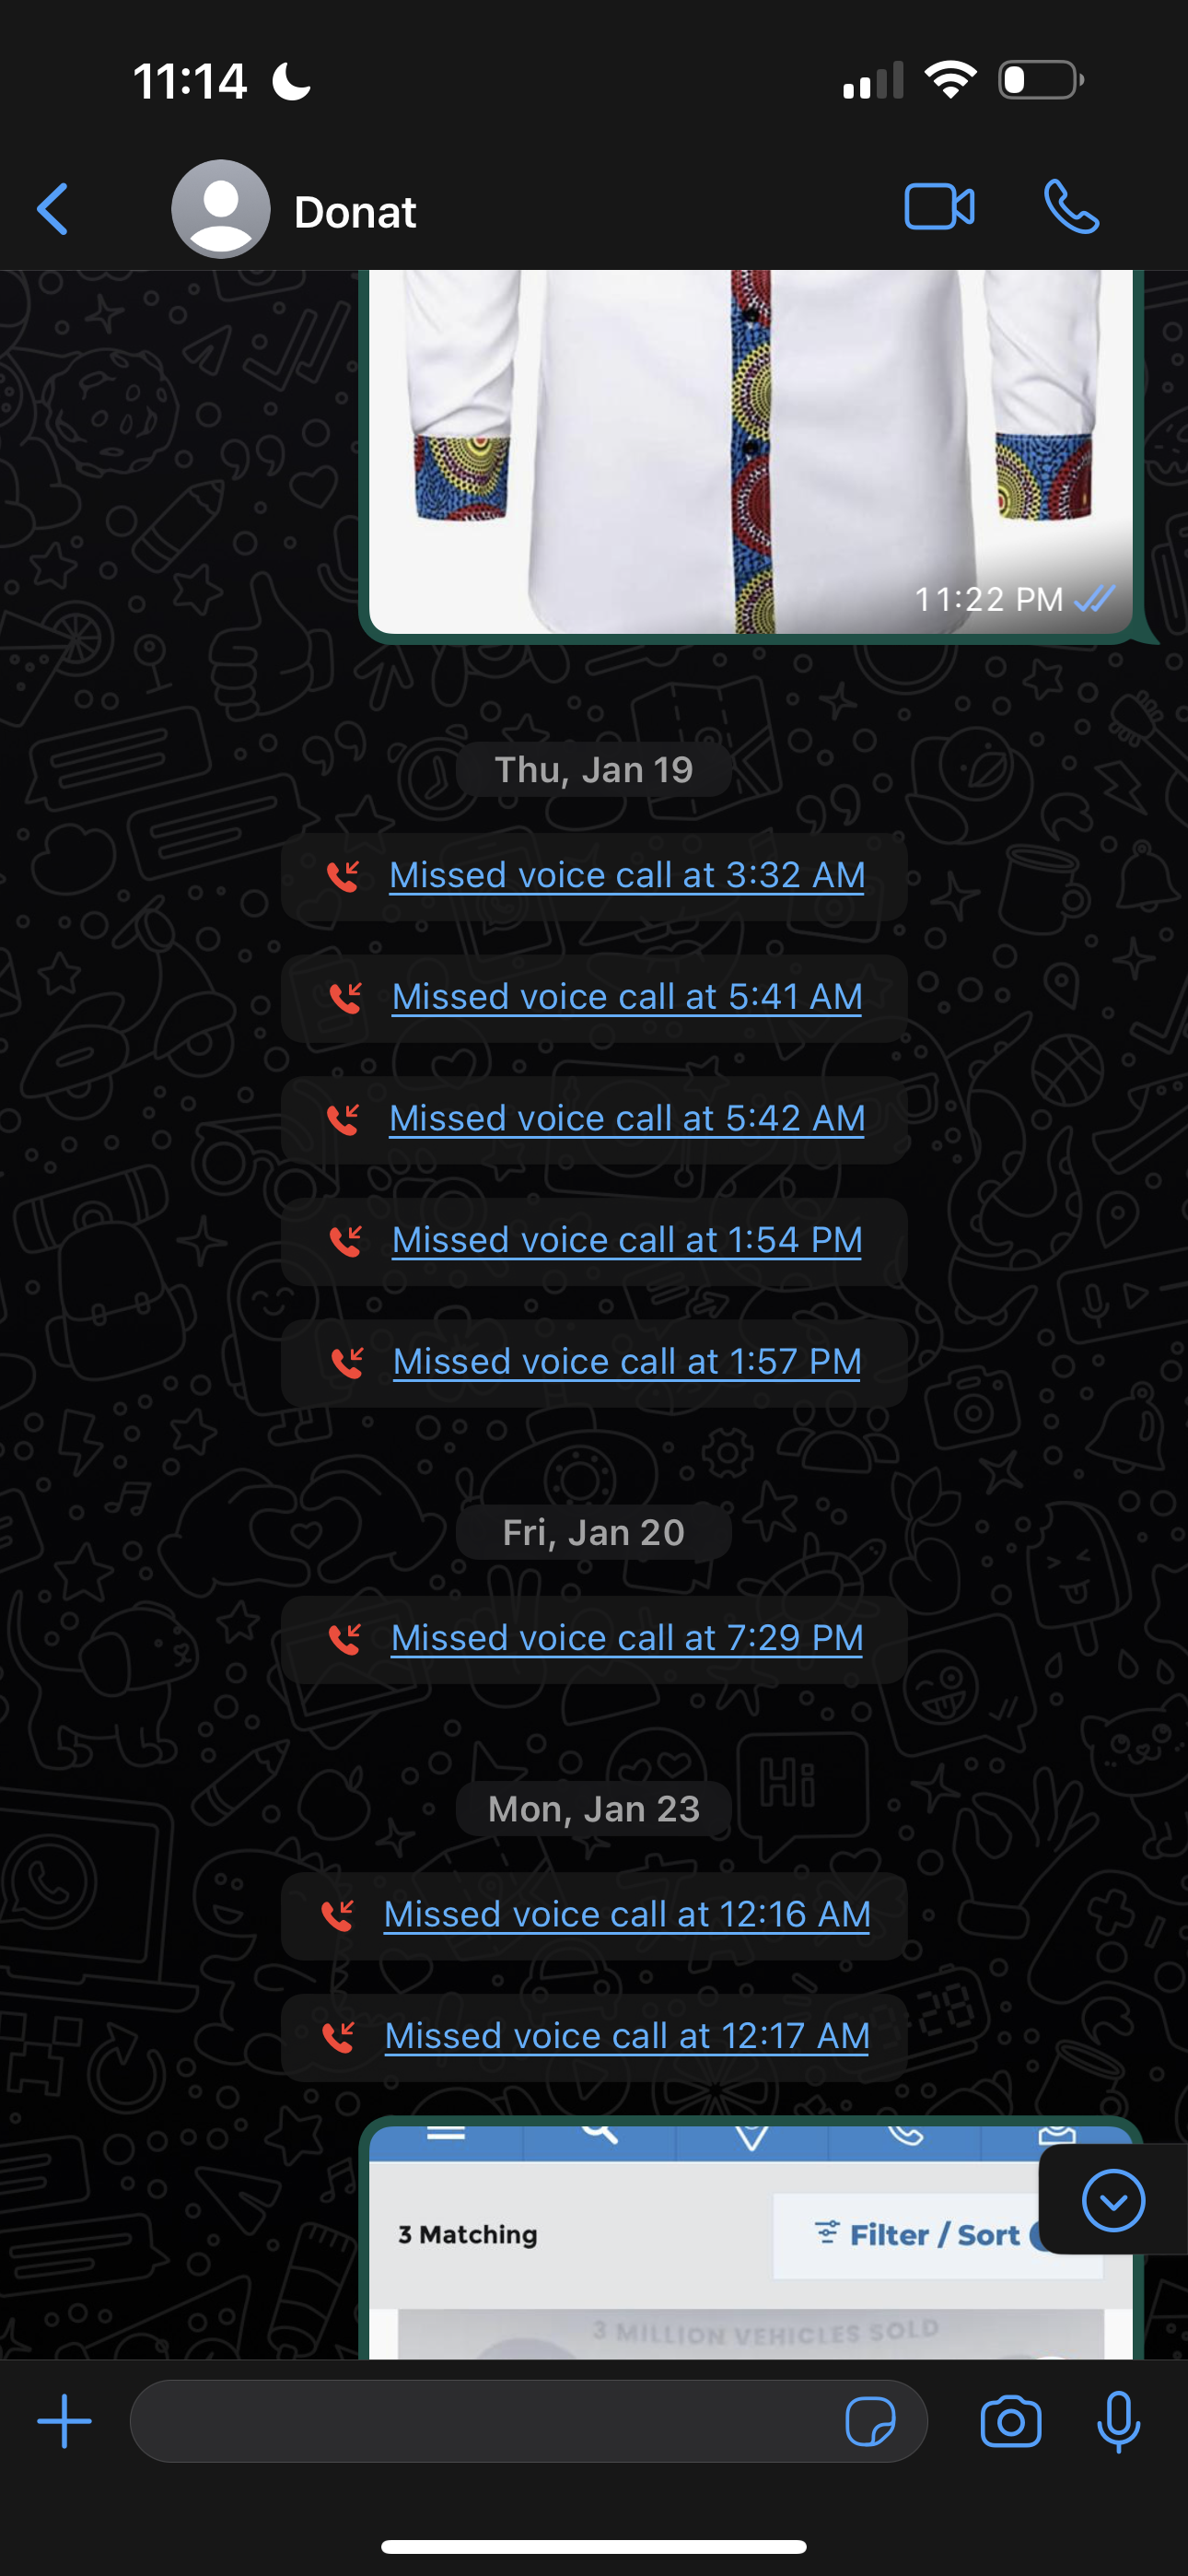 11:14
Donat
11:22 PM
Thu, Jan 19
Missed voice call at 3:32 AM
Missed voice call at 5:41 AM
Missed voice call at 5:42 AM
Missed voice call at 1:54 PM
Missed voice call at 1:57 PM
Fri, Jan 20
Missed voice call at 7:29 PM
Mon, Jan 23
Hi
Missed voice call at 12:16 AM
Missed voice call at 12:17 AM
28
3 Matching
Filter / Sort
3 MILLION VEHICLES SOLD